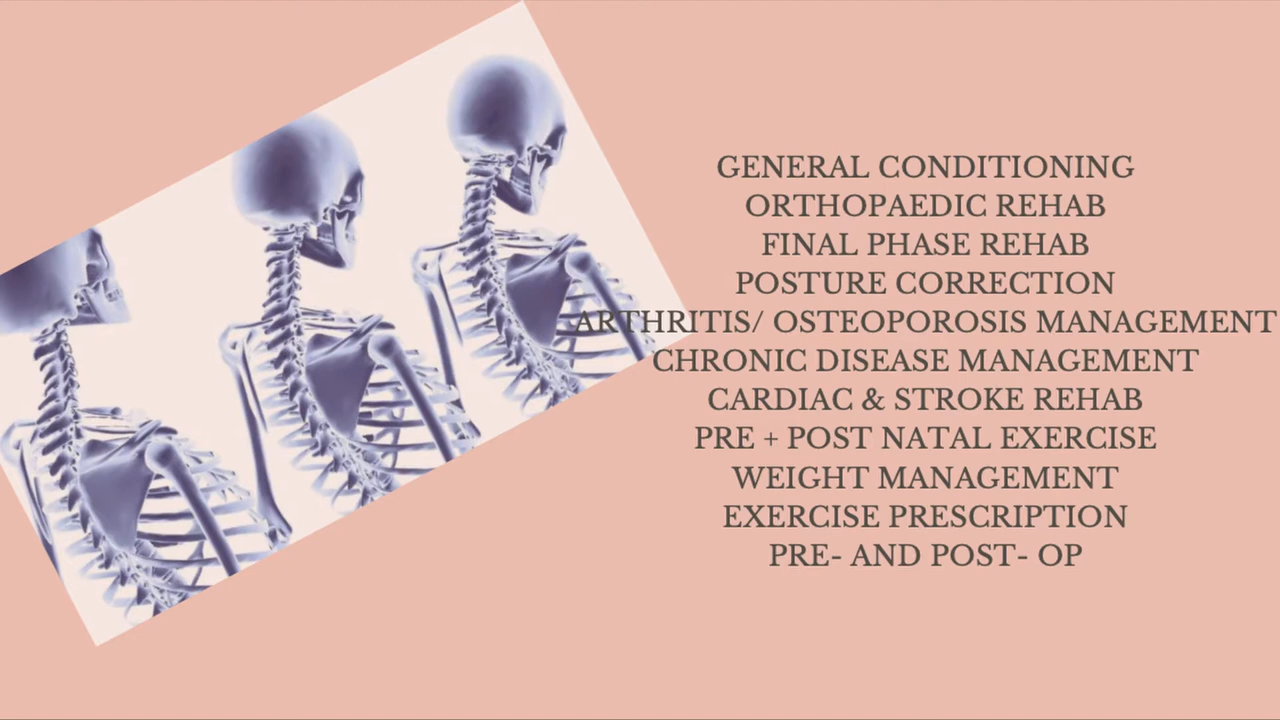 GENERAL CONDITIONING
ORTHOPAEDIC REHAB
FINAL PHASE REHAB
POSTURE CORRECTION
ARTHRITIS/ OSTEOPOROSIS MANAGEMENT
CHRONIC DISEASE MANAGEMENT
CARDIAC & STROKE REHAB
PRE + POST NATAL EXERCISE
WEIGHT MANAGEMENT
EXERCISE PRESCRIPTION
PRE- AND POST- OP